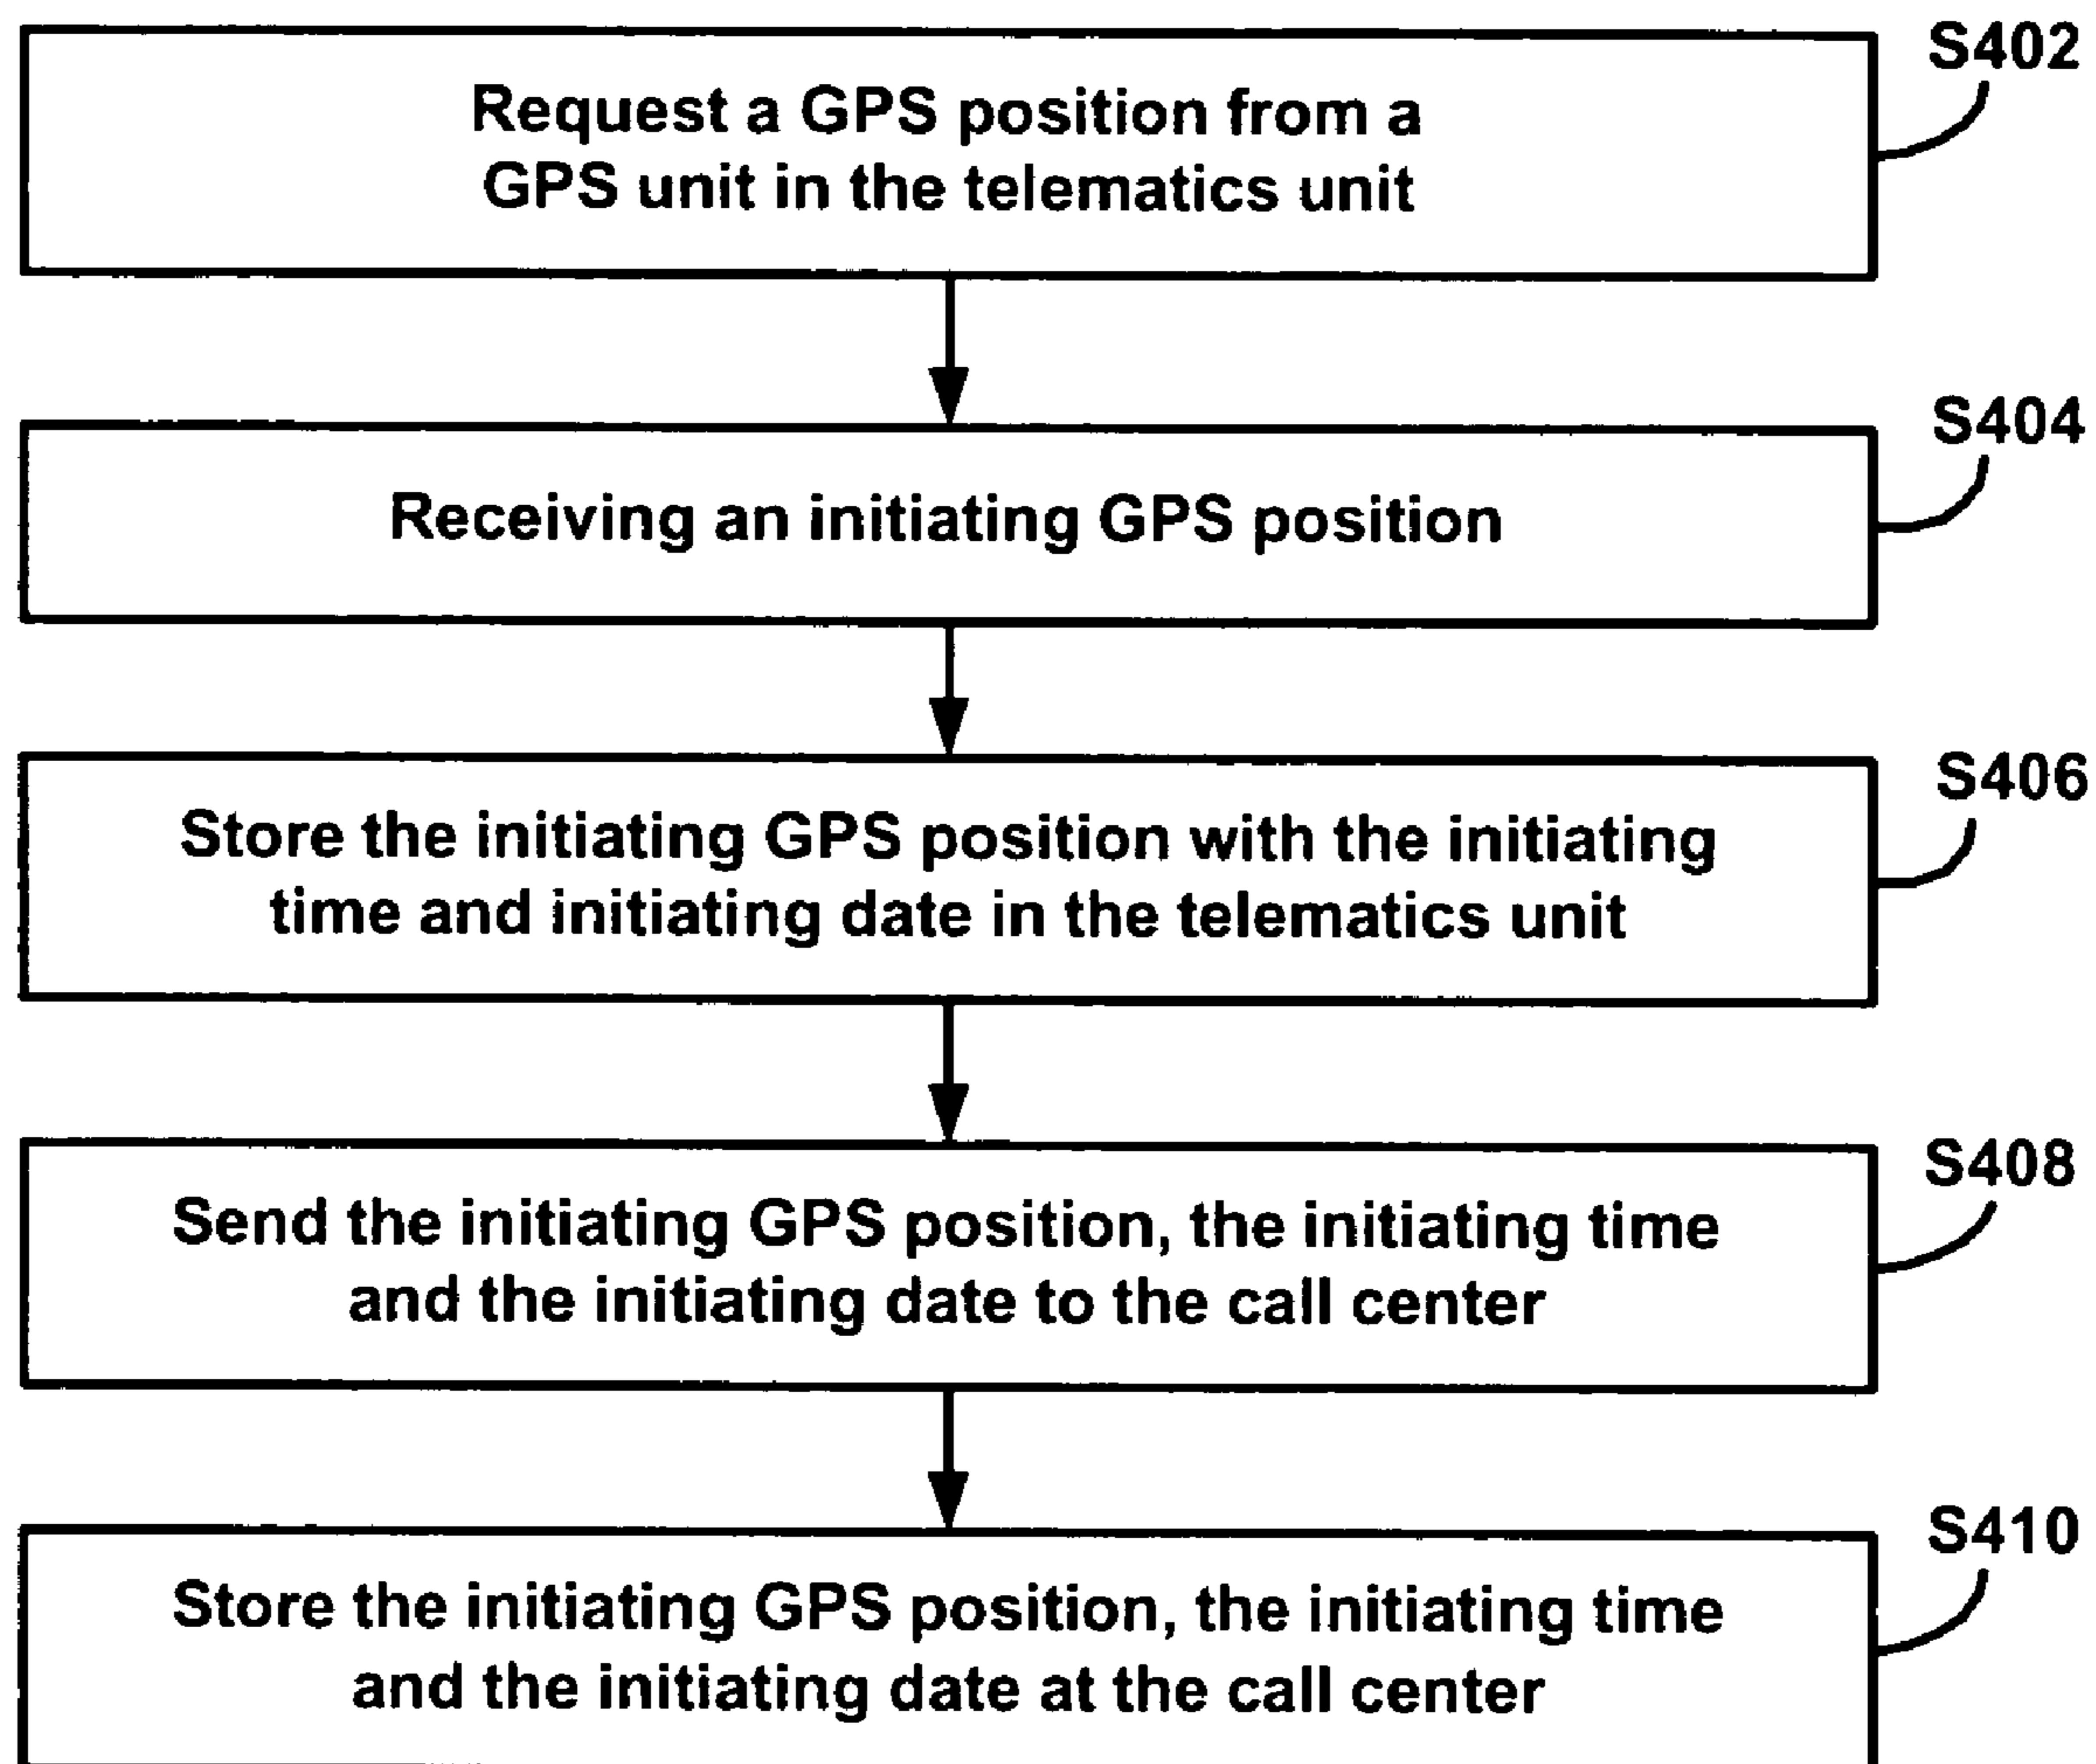 S402
Request a GPS position from a
GPS unit in the telematics unit
S404
Receiving an initiating GPS position
S406
Store the initiating GPS position with the initiating
time and initiating date in the telematics unit
S408
Send the initiating GPS position, the initiating time
and the initiating date to the call center
S410
Store the initiating GPS position, the initiating time
and the initiating date at the call center